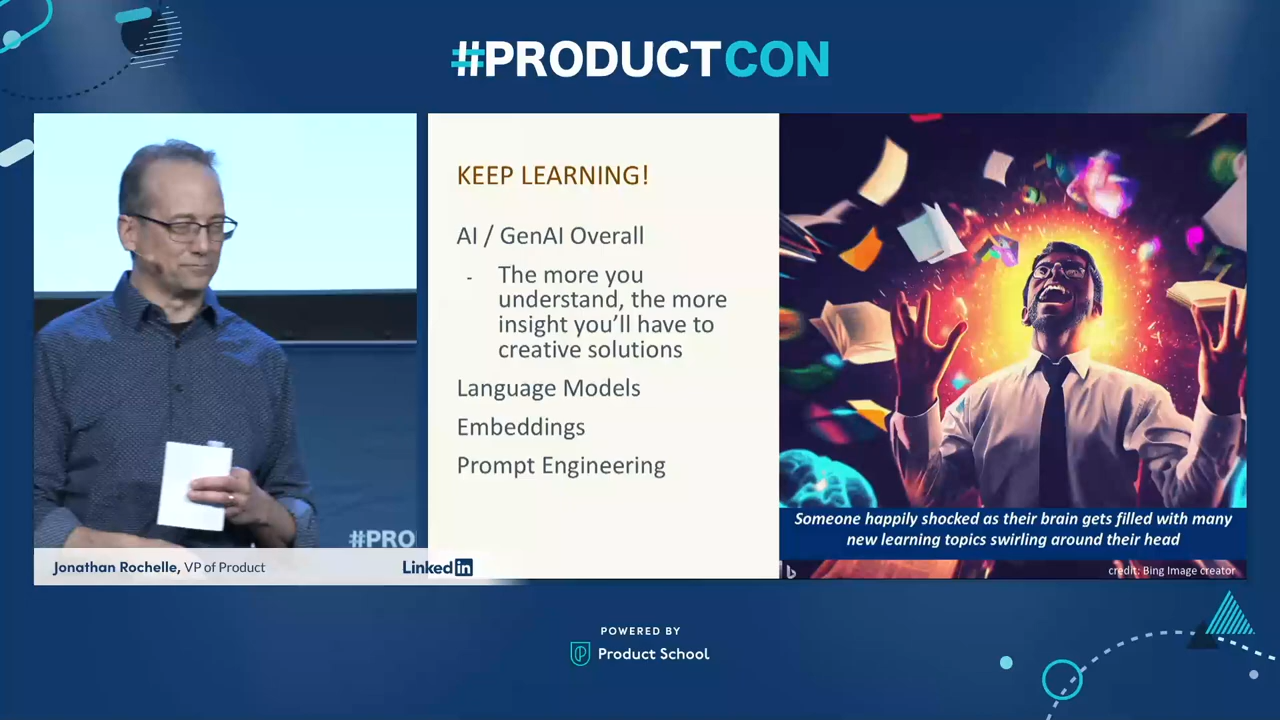 #PRODUCTCON
KEEP LEARNING!
AI / GenAI Overall
- The more you
understand, the more
insight you'll have to
creative solutions
Language Models
Embeddings
Prompt Engineering
Someone happily shocked as their brain gets filled with many
new learning topics swirling around their head
credit: Bing Image creator
#PRO
Jonathan Rochelle, VP of Product
Linkedin
POWERED BY
Product School